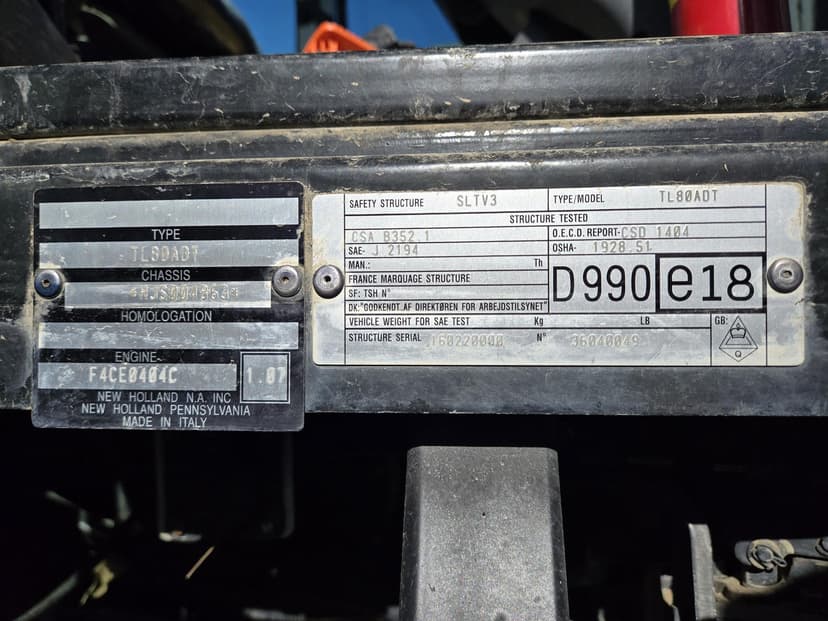 TYPE
TL80ADT
CHASSIS
HOMOLOGATION
ENGINE
F4CE0404C 1.07
NEW HOLLAND N.A. INC
NEW HOLLAND PENNSYLVANIA
MADE IN ITALY
SAFETY STRUCTURE SLTV3 TYPE/MODEL TL80ADT
STRUCTURE TESTED
CSA B352.1 O.E.C.D. REPORT-CSD 1404
SAE- J 2194 OSHA- 1928.51
MAN.: Th
FRANCE MARQUAGE STRUCTURE
SF: TSH N°
DK:"GODKENDT.AF DIREKTØREN FOR ARBEJDSTILSYNET"
D990 e18
VEHICLE WEIGHT FOR SAE TEST Kg LB GB:
STRUCTURE SERIAL N° 36040049
Q